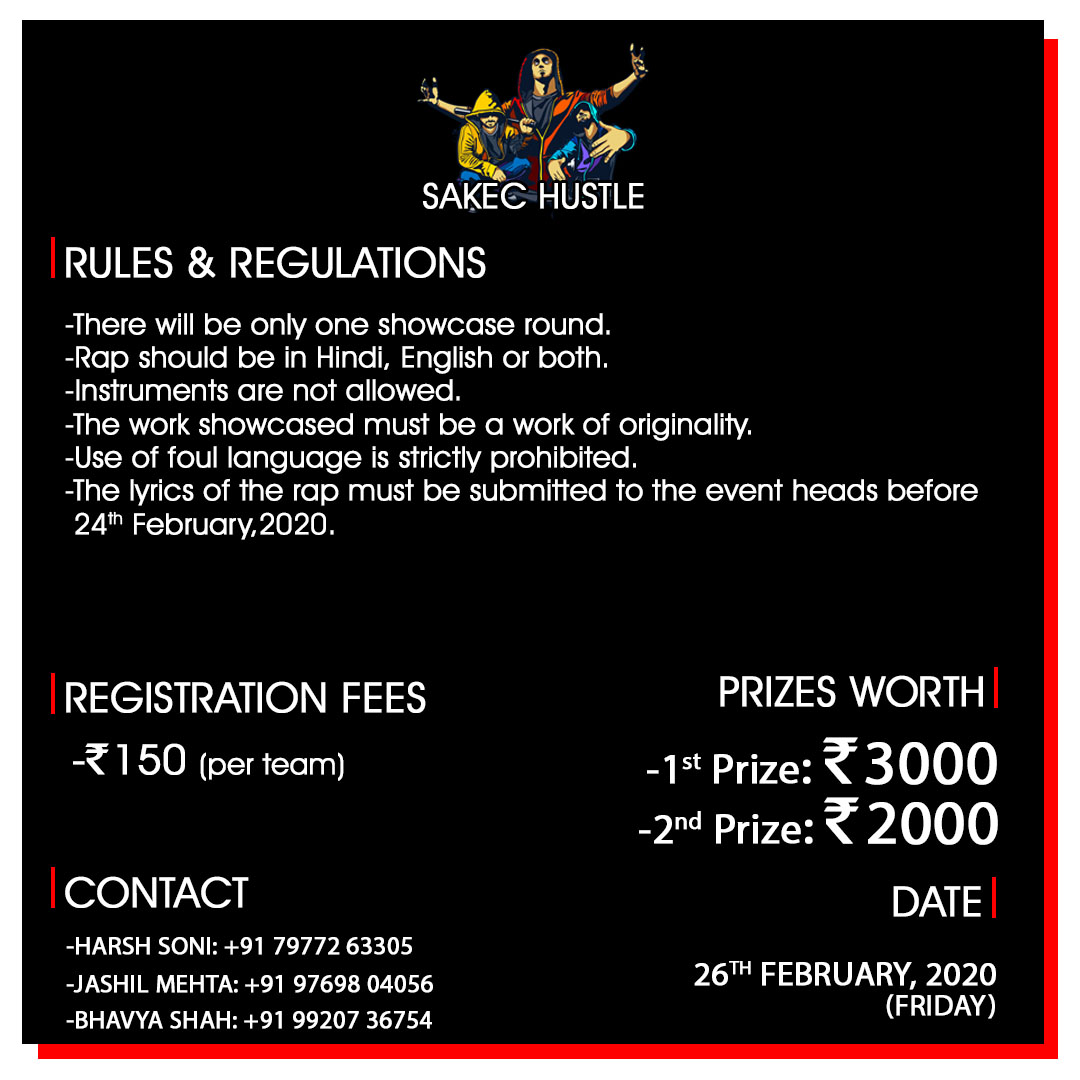 SAKEC HUSTLE
RULES & REGULATIONS
-There will be only one showcase round.
-Rap should be in Hindi, English or both.
-Instruments are not allowed.
-The work showcased must be a work of originality.
-Use of foul language is strictly prohibited.
-The lyrics of the rap must be submitted to the event heads before
24th February,2020.
REGISTRATION FEES
-₹150 (per team)
PRIZES WORTH
-1st Prize: ₹3000
-2nd Prize: ₹2000
CONTACT
-HARSH SONI: +91 79772 63305
-JASHIL MEHTA: +91 97698 04056
-BHAVYA SHAH: +91 99207 36754
DATE
26TH FEBRUARY, 2020
(FRIDAY)